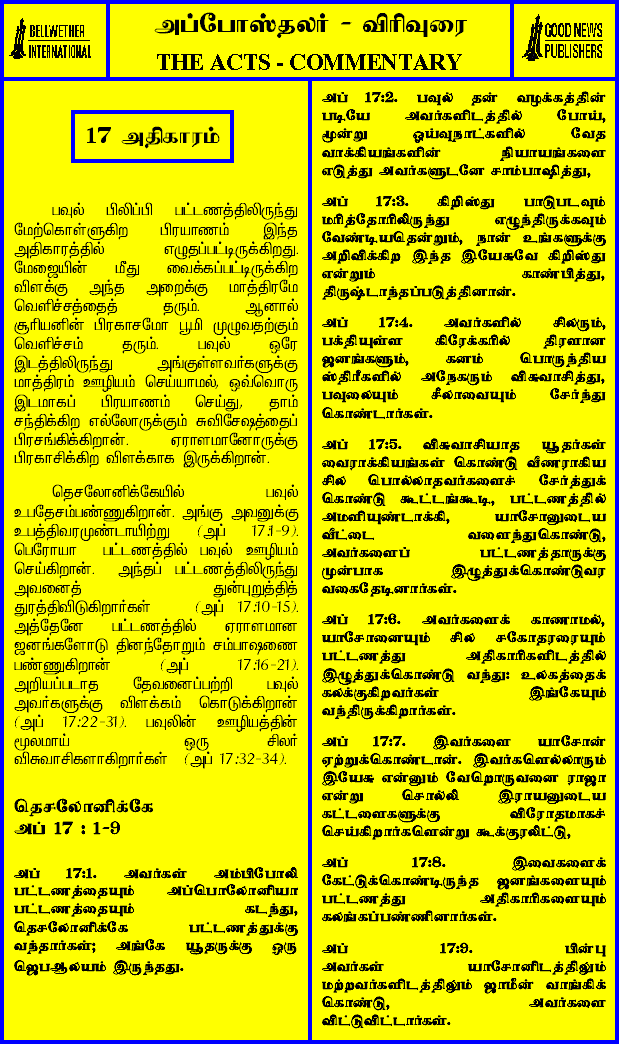 BELLWETHER
INTERNATIONAL
அப்போஸ்தலர் - விரிவுரை
THE ACTS - COMMENTARY
GOOD NEWS
PUBLISHERS
17 அதிகாரம்
பவுல் பிலிப்பி பட்டணத்திலிருந்து
மேற்கொள்ளுகிற பிரயாணம் இந்த
அதிகாரத்தில் எழுதப்பட்டிருக்கிறது.
மேஜையின் மீது வைக்கப்பட்டிருக்கிற
விளக்கு அந்த அறைக்கு மாத்திரமே
வெளிச்சத்தைத் தரும். ஆனால்
சூரியனின் பிரகாசமோ பூமி முழுவதற்கும்
வெளிச்சம் தரும். பவுல் ஒரே
இடத்திலிருந்து அங்குள்ளவர்களுக்கு
மாத்திரம் ஊழியம் செய்யாமல், ஒவ்வொரு
இடமாகப் பிரயாணம் செய்து, தாம்
சந்திக்கிற எல்லோருக்கும் சுவிசேஷத்தைப்
பிரசங்கிக்கிறான். ஏராளமானோருக்கு
பிரகாசிக்கிற விளக்காக இருக்கிறான்.
தெசலோனிக்கேயில் பவுல்
உபதேசம்பண்ணுகிறான். அங்கு அவனுக்கு
உபத்திவரமுண்டாயிற்று (அப் 17:1-9).
பெரோயா பட்டணத்தில் பவுல் ஊழியம்
செய்கிறான். அந்தப் பட்டணத்திலிருந்து
அவனைத் துன்புறுத்தித்
துரத்திவிடுகிறார்கள் (அப் 17:10-15).
அத்தேனே பட்டணத்தில் ஏராளமான
ஜனங்களோடு தினந்தோறும் சம்பாஷணை
பண்ணுகிறான் (அப் 17:16-21).
அறியப்படாத தேவனைப்பற்றி பவுல்
அவர்களுக்கு விளக்கம் கொடுக்கிறான்
(அப் 17:22-31). பவுலின் ஊழியத்தின்
மூலமாய் ஒரு சிலர்
விசுவாசிகளாகிறார்கள் (அப் 17:32-34).
தெசலோனிக்கே
அப் 17 : 1-9
அப் 17:1. அவர்கள் அம்பிபோலி
பட்டணத்தையும் அப்பொலோனியா
பட்டணத்தையும் கடந்து,
தெசலோனிக்கே பட்டணத்துக்கு
வந்தார்கள்; அங்கே யூதருக்கு ஒரு
ஜெபஆலயம் இருந்தது.
அப் 17:2. பவுல் தன் வழக்கத்தின்
படியே அவர்களிடத்தில் போய்,
மூன்று ஓய்வுநாட்களில் வேத
வாக்கியங்களின் நியாயங்களை
எடுத்து அவர்களுடனே சாம்பாஷித்து,
அப் 17:3. கிறிஸ்து பாடுபடவும்
மரித்தோரிலிருந்து எழுந்திருக்கவும்
வேண்டியதென்றும், நான் உங்களுக்கு
அறிவிக்கிற இந்த இயேசுவே கிறிஸ்து
என்றும் காண்பித்து,
திருஷ்டாந்தப்படுத்தினான்.
அப் 17:4. அவர்களில் சிலரும்,
பக்தியுள்ள கிரேக்கரில் திரளான
ஜனங்களும், கனம் பொருந்திய
ஸ்திரீகளில் அநேகரும் விசுவாசித்து,
பவுலையும் சீலாவையும் சேர்ந்து
கொண்டார்கள்.
அப் 17:5. விசுவாசியாத யூதர்கள்
வைராக்கியங்கள் கொண்டு வீணராகிய
சில பொல்லாதவர்களைச் சேர்த்துக்
கொண்டு கூட்டங்கூடி, பட்டணத்தில்
அமளியுண்டாக்கி, யாசோனுடைய
வீட்டை வளைந்துகொண்டு,
அவர்களைப் பட்டணத்தாருக்கு
முன்பாக இழுத்துக்கொண்டுவர
வகைதேடினார்கள்.
அப் 17:6. அவர்களைக் காணாமல்,
யாசோனையும் சில சகோதரரையும்
பட்டணத்து அதிகாரிகளிடத்தில்
இழுத்துக்கொண்டு வந்து: உலகத்தைக்
கலக்குகிறவர்கள் இங்கேயும்
வந்திருக்கிறார்கள்.
அப் 17:7. இவர்களை யாசோன்
ஏற்றுக்கொண்டான். இவர்களெல்லாரும்
இயேசு என்னும் வேறொருவனை ராஜா
என்று சொல்லி இராயனுடைய
கட்டளைகளுக்கு விரோதமாகச்
செய்கிறார்களென்று கூக்குரலிட்டு,
அப் 17:8. இவைகளைக்
கேட்டுக்கொண்டிருந்த ஜனங்களையும்
பட்டணத்து அதிகாரிகளையும்
கலங்கப்பண்ணினார்கள்.
அப் 17:9. பின்பு
அவர்கள் யாசோனிடத்திலும்
மற்றவர்களிடத்திலும் ஜாமீன் வாங்கிக்
கொண்டு, அவர்களை
விட்டுவிட்டார்கள்.